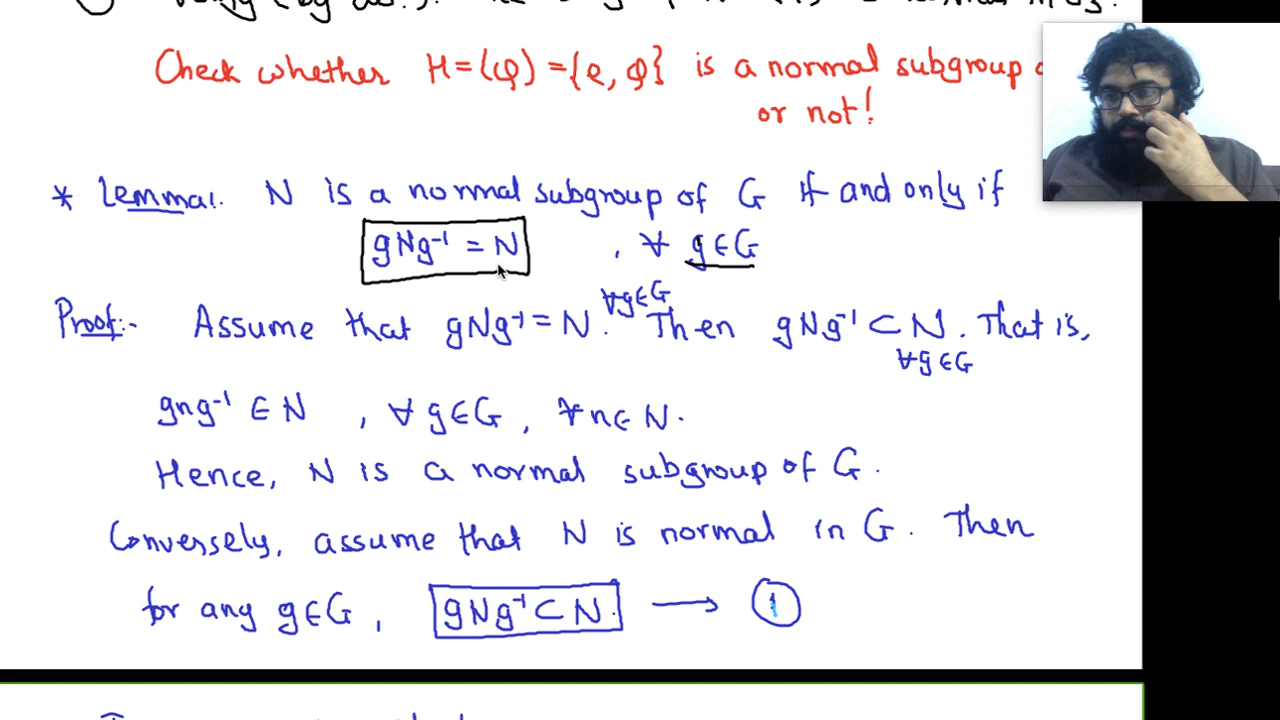 Check whether H = (φ) = {e, φ} is a normal subgroup
or not!
* Lemma:. N is a normal subgroup of G if and only if
gNg⁻¹ = N , ∀ g∈G
Proof:- Assume that gNg⁻¹ = N. ∀g∈G Then gNg⁻¹ ⊂ N. That is,
∀g∈G
gng⁻¹ ∈ N , ∀ g∈G , ∀n∈ N.
Hence, N is a normal subgroup of G.
Conversely, assume that N is normal in G. Then
for any g∈G, gNg⁻¹ ⊂ N. → ①